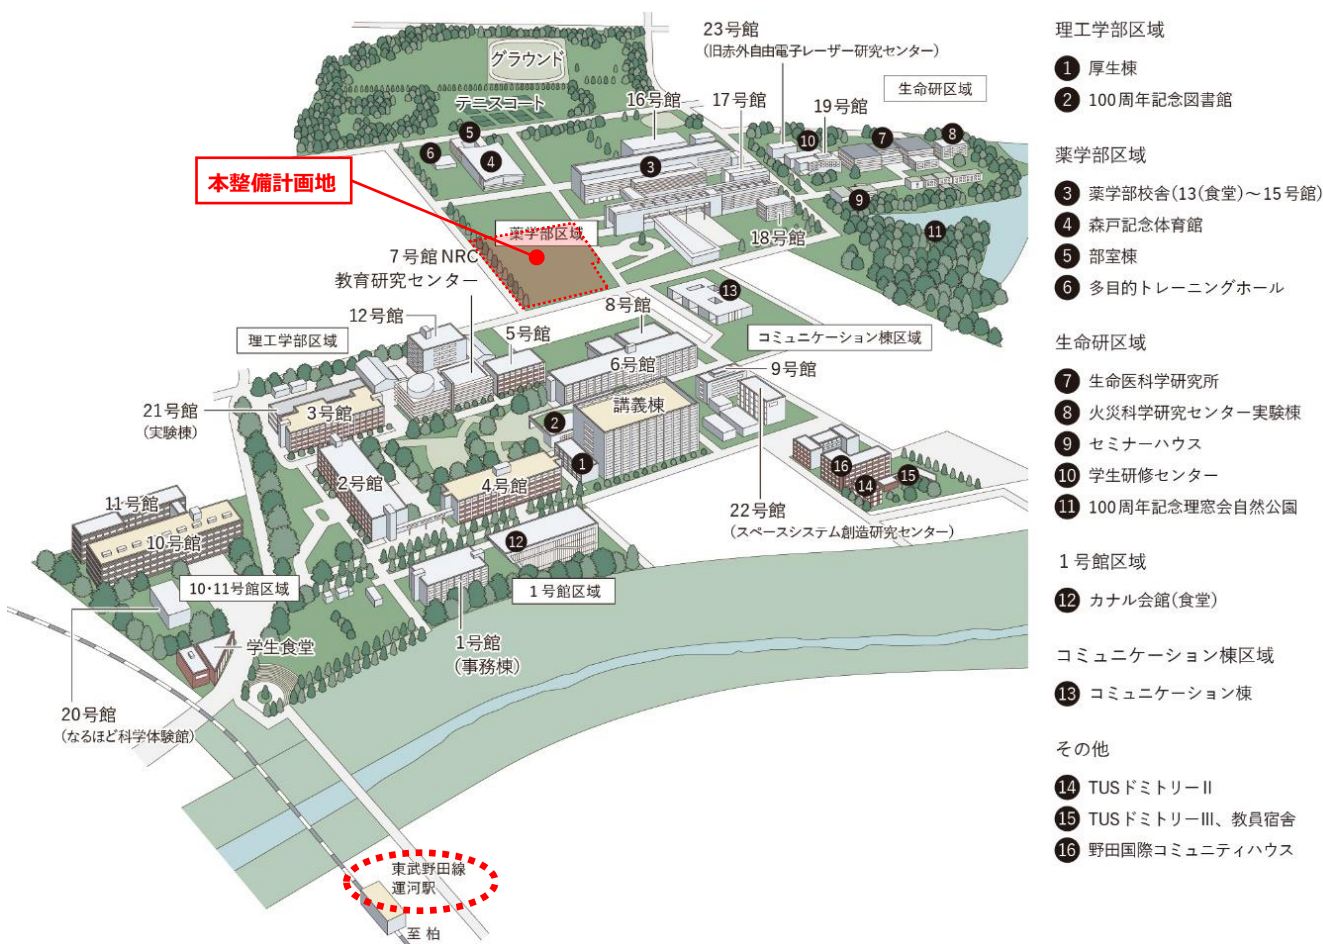 グラウンド
テニスコート
23号館
(旧赤外自由電子レーザー研究センター)
生命研区域
16号館
17号館
19号館
5
6
4
3
10
7
8
9
11
本整備計画地
薬学部区域
18号館
7号館 NRC
教育研究センター
13
12号館
8号館
理工学部区域
5号館
コミュニケーション棟区域
6号館
9号館
講義棟
21号館
(実験棟)
3号館
2
1
16
14
15
2号館
4号館
11号館
10号館
22号館
(スペースシステム創造研究センター)
12
10・11号館区域
1号館区域
学生食堂
1号館
(事務棟)
20号館
(なるほど科学体験館)
東武野田線
運河駅
至 柏
理工学部区域
1 厚生棟
2 100周年記念図書館
薬学部区域
3 薬学部校舎(13(食堂)～15号館)
4 森戸記念体育館
5 部室棟
6 多目的トレーニングホール
生命研区域
7 生命医科学研究所
8 火災科学研究センター実験棟
9 セミナーハウス
10 学生研修センター
11 100周年記念理窓会自然公園
1号館区域
12 カナル会館(食堂)
コミュニケーション棟区域
13 コミュニケーション棟
その他
14 TUSドミトリーII
15 TUSドミトリーIII、教員宿舎
16 野田国際コミュニティハウス